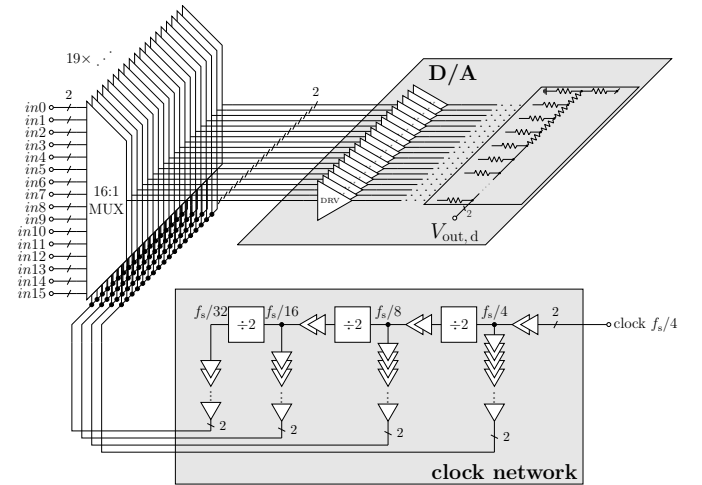 19× ⋰
2
in0
in1
in2
in3
in4
in5
in6
in7
in8
in9
in10
in11
in12
in13
in14
in15
16:1
MUX
2
D/A
DRV
2
V_out, d
f_s/32
÷2
f_s/16
÷2
f_s/8
÷2
f_s/4
2
clock f_s/4
2
2
2
2
clock network